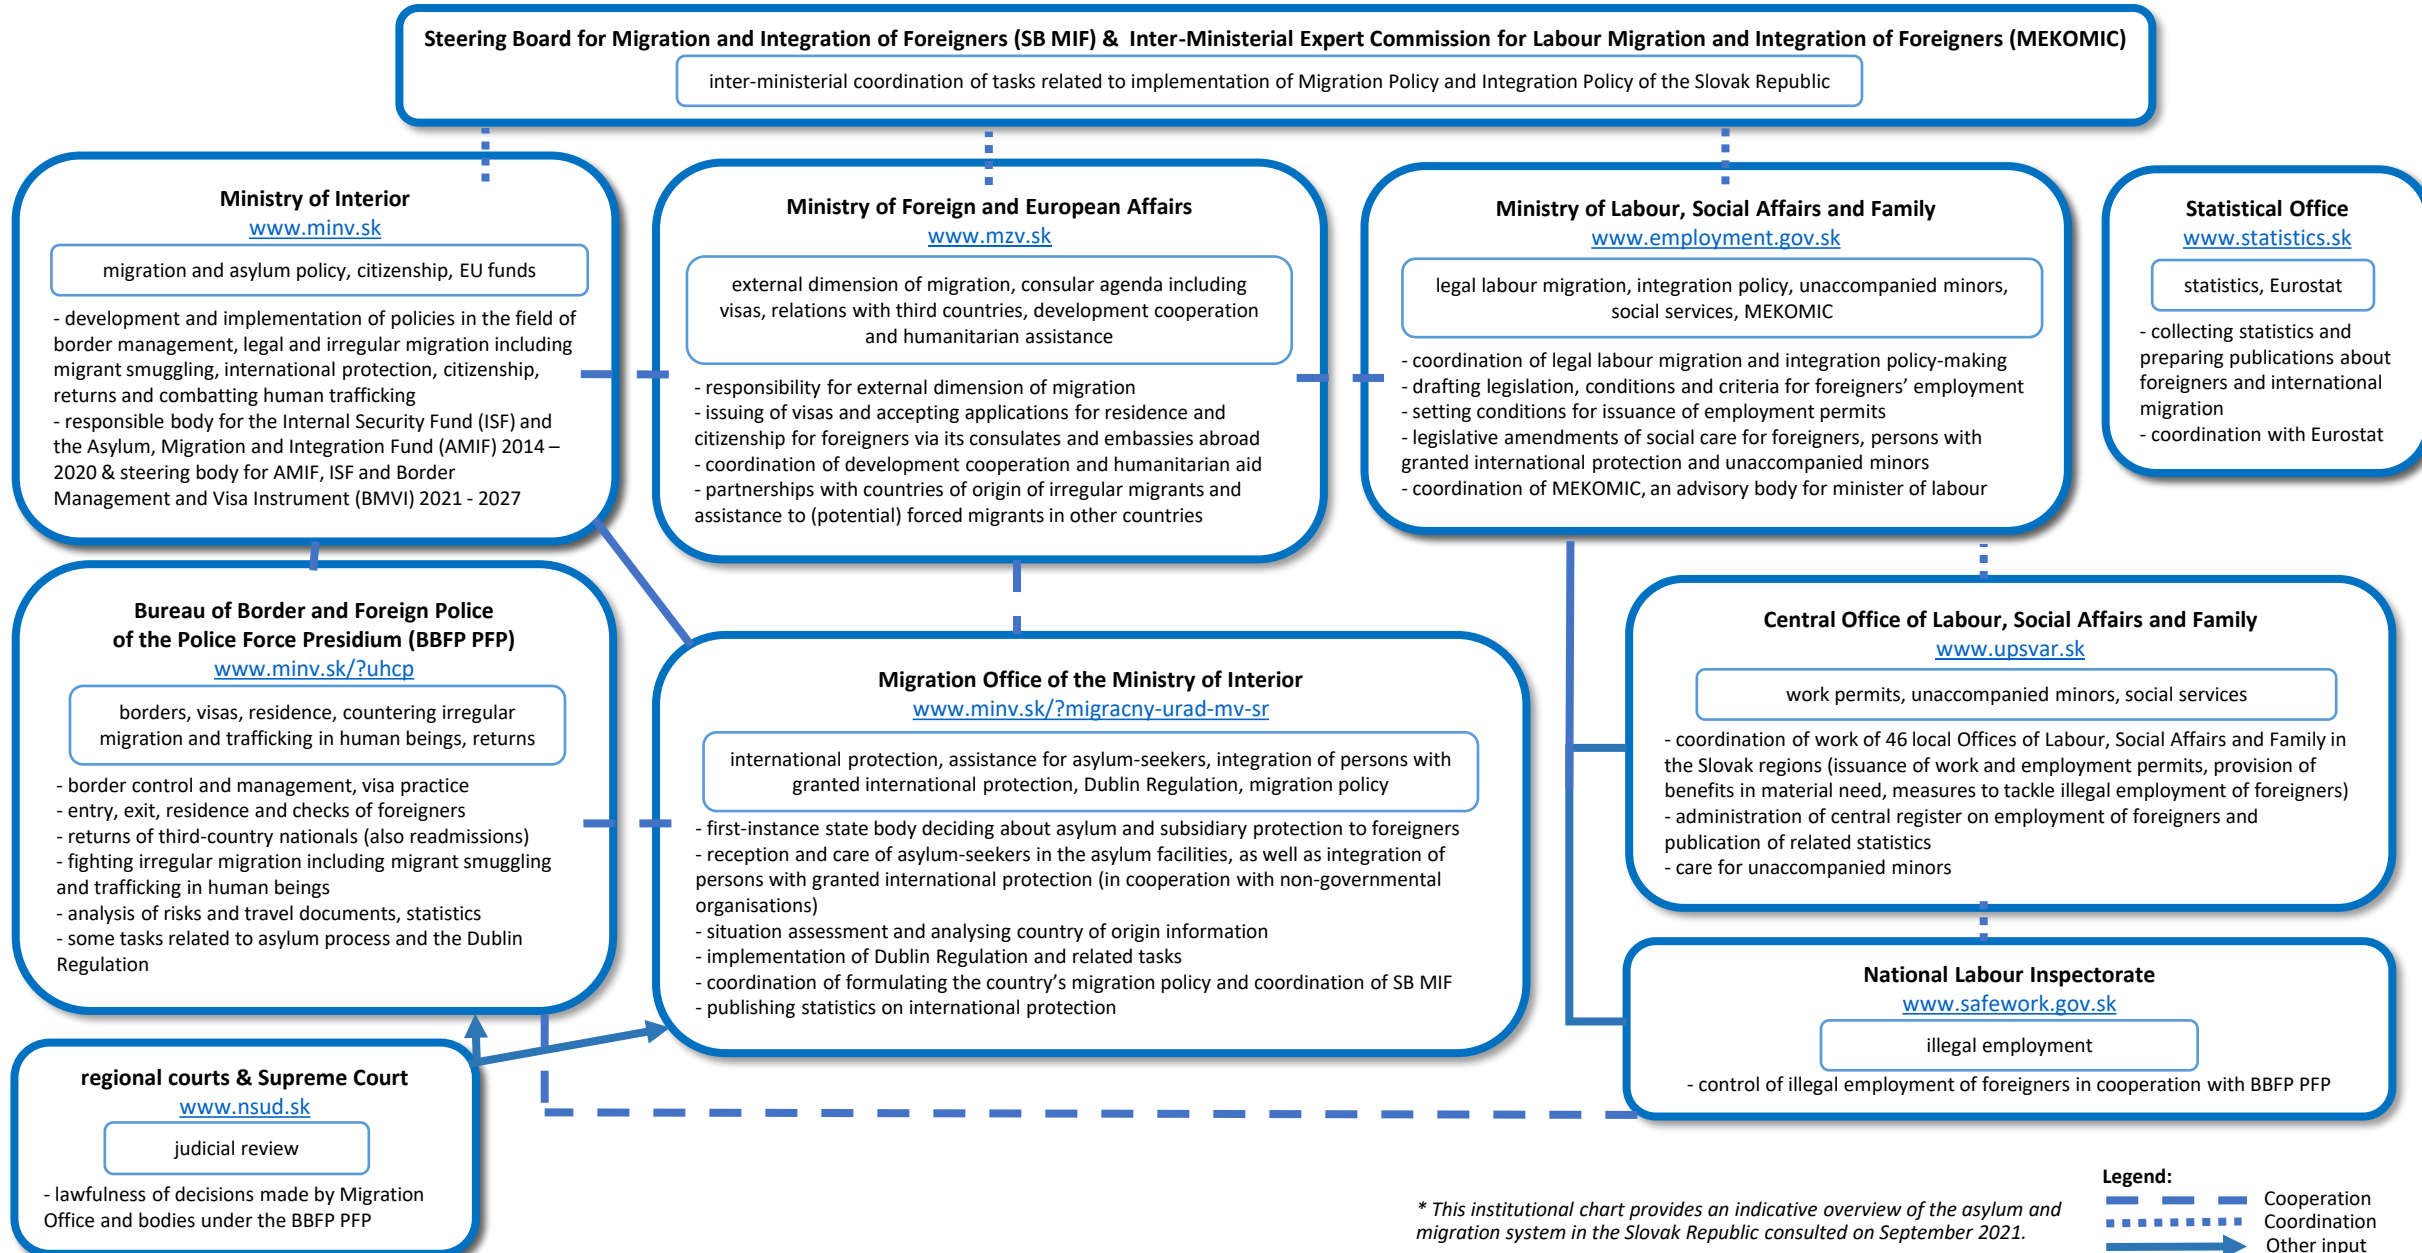 Steering Board for Migration and Integration of Foreigners (SB MIF) & Inter-Ministerial Expert Commission for Labour Migration and Integration of Foreigners (MEKOMIC)
inter-ministerial coordination of tasks related to implementation of Migration Policy and Integration Policy of the Slovak Republic
Ministry of Interior
www.minv.sk
migration and asylum policy, citizenship, EU funds
- development and implementation of policies in the field of
border management, legal and irregular migration including
migrant smuggling, international protection, citizenship,
returns and combatting human trafficking
- responsible body for the Internal Security Fund (ISF) and
the Asylum, Migration and Integration Fund (AMIF) 2014 –
2020 & steering body for AMIF, ISF and Border
Management and Visa Instrument (BMVI) 2021 - 2027
Ministry of Foreign and European Affairs
www.mzv.sk
external dimension of migration, consular agenda including
visas, relations with third countries, development cooperation
and humanitarian assistance
- responsibility for external dimension of migration
- issuing of visas and accepting applications for residence and
citizenship for foreigners via its consulates and embassies abroad
- coordination of development cooperation and humanitarian aid
- partnerships with countries of origin of irregular migrants and
assistance to (potential) forced migrants in other countries
Ministry of Labour, Social Affairs and Family
www.employment.gov.sk
legal labour migration, integration policy, unaccompanied minors,
social services, MEKOMIC
- coordination of legal labour migration and integration policy-making
- drafting legislation, conditions and criteria for foreigners' employment
- setting conditions for issuance of employment permits
- legislative amendments of social care for foreigners, persons with
granted international protection and unaccompanied minors
- coordination of MEKOMIC, an advisory body for minister of labour
Statistical Office
www.statistics.sk
statistics, Eurostat
- collecting statistics and
preparing publications about
foreigners and international
migration
- coordination with Eurostat
Bureau of Border and Foreign Police
of the Police Force Presidium (BBFP PFP)
www.minv.sk/?uhcp
borders, visas, residence, countering irregular
migration and trafficking in human beings, returns
- border control and management, visa practice
- entry, exit, residence and checks of foreigners
- returns of third-country nationals (also readmissions)
- fighting irregular migration including migrant smuggling
and trafficking in human beings
- analysis of risks and travel documents, statistics
- some tasks related to asylum process and the Dublin
Regulation
Migration Office of the Ministry of Interior
www.minv.sk/?migracny-urad-mv-sr
international protection, assistance for asylum-seekers, integration of persons with
granted international protection, Dublin Regulation, migration policy
- first-instance state body deciding about asylum and subsidiary protection to foreigners
- reception and care of asylum-seekers in the asylum facilities, as well as integration of
persons with granted international protection (in cooperation with non-governmental
organisations)
- situation assessment and analysing country of origin information
- implementation of Dublin Regulation and related tasks
- coordination of formulating the country's migration policy and coordination of SB MIF
- publishing statistics on international protection
Central Office of Labour, Social Affairs and Family
www.upsvar.sk
work permits, unaccompanied minors, social services
- coordination of work of 46 local Offices of Labour, Social Affairs and Family in
the Slovak regions (issuance of work and employment permits, provision of
benefits in material need, measures to tackle illegal employment of foreigners)
- administration of central register on employment of foreigners and
publication of related statistics
- care for unaccompanied minors
National Labour Inspectorate
www.safework.gov.sk
illegal employment
- control of illegal employment of foreigners in cooperation with BBFP PFP
regional courts & Supreme Court
www.nsud.sk
judicial review
- lawfulness of decisions made by Migration
Office and bodies under the BBFP PFP
* This institutional chart provides an indicative overview of the asylum and
migration system in the Slovak Republic consulted on September 2021.
Legend:
Cooperation
Coordination
Other input